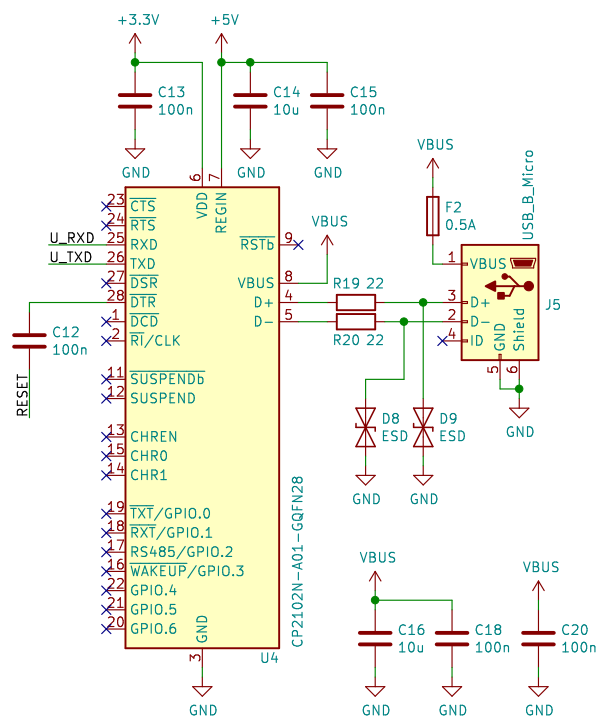 +3.3V
+5V
C13
100n
C14
10u
C15
100n
GND
GND
GND
6
7
VDD
REGIN
23
CTS
24
RTS
U_RXD
25
RXD
U_TXD
26
TXD
27
DSR
28
DTR
1
DCD
2
RI/CLK
11
SUSPENDb
12
SUSPEND
13
CHREN
15
CHR0
14
CHR1
19
TXT/GPIO.0
18
RXT/GPIO.1
17
RS485/GPIO.2
16
WAKEUP/GPIO.3
22
GPIO.4
21
GPIO.5
20
GPIO.6
C12
100n
RESET
RSTb
9
VBUS
8
D+
4
D-
5
GND
3
U4
CP2102N-A01-GQFN28
GND
VBUS
R19 22
R20 22
VBUS
F2
0.5A
USB_B_Micro
1
VBUS
3
D+
2
D-
4
ID
GND
Shield
5
6
J5
GND
D8
ESD
D9
ESD
GND
GND
VBUS
C16
10u
C18
100n
GND
GND
VBUS
C20
100n
GND